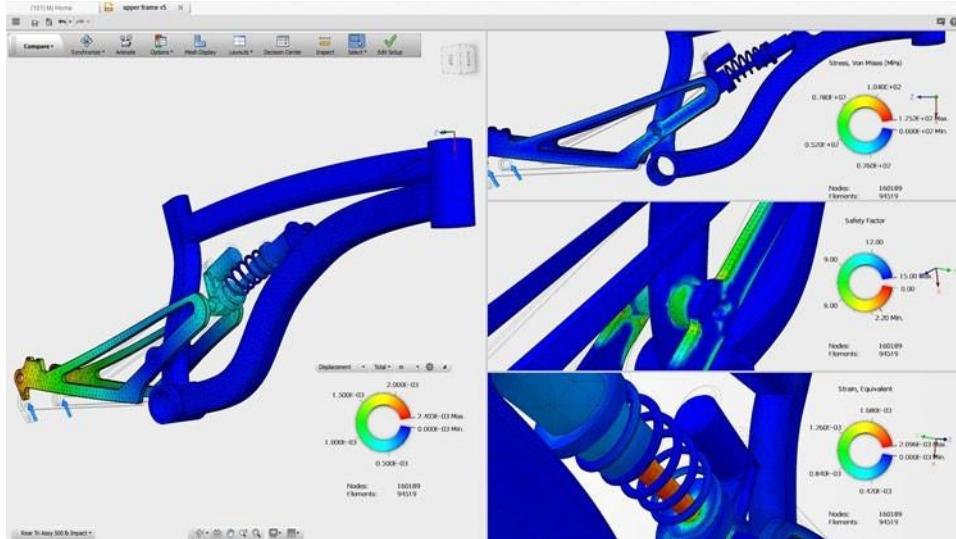 (101) My Home
upper frame v5
Compare
Synchronize
Animate
Options
Mesh Display
Layouts
Decision Center
Inspect
Select
Edit Setup
TOP
Displacement Total m
2.000E-03
1.500E-03
2.403E-03 Max.
0.000E-03 Min.
1.000E-03
0.500E-03
Nodes: 160189
Elements: 94519
Rear Tri Assy 500 lb Impact
Stress, Von Mises (MPa)
1.040E+02
0.780E+02
1.252E+02 Max.
0.000E+02 Min.
0.520E+02
0.260E+02
Z
Nodes: 160189
Elements: 94519
Safety Factor
12.00
9.00
15.00 Max.
0.00
6.00
2.20 Min.
Nodes: 160189
Elements: 94519
Strain, Equivalent
1.680E-03
1.260E-03
2.096E-03 Max.
0.000E-03 Min.
0.840E-03
0.420E-03
Nodes: 160189
Elements: 94519